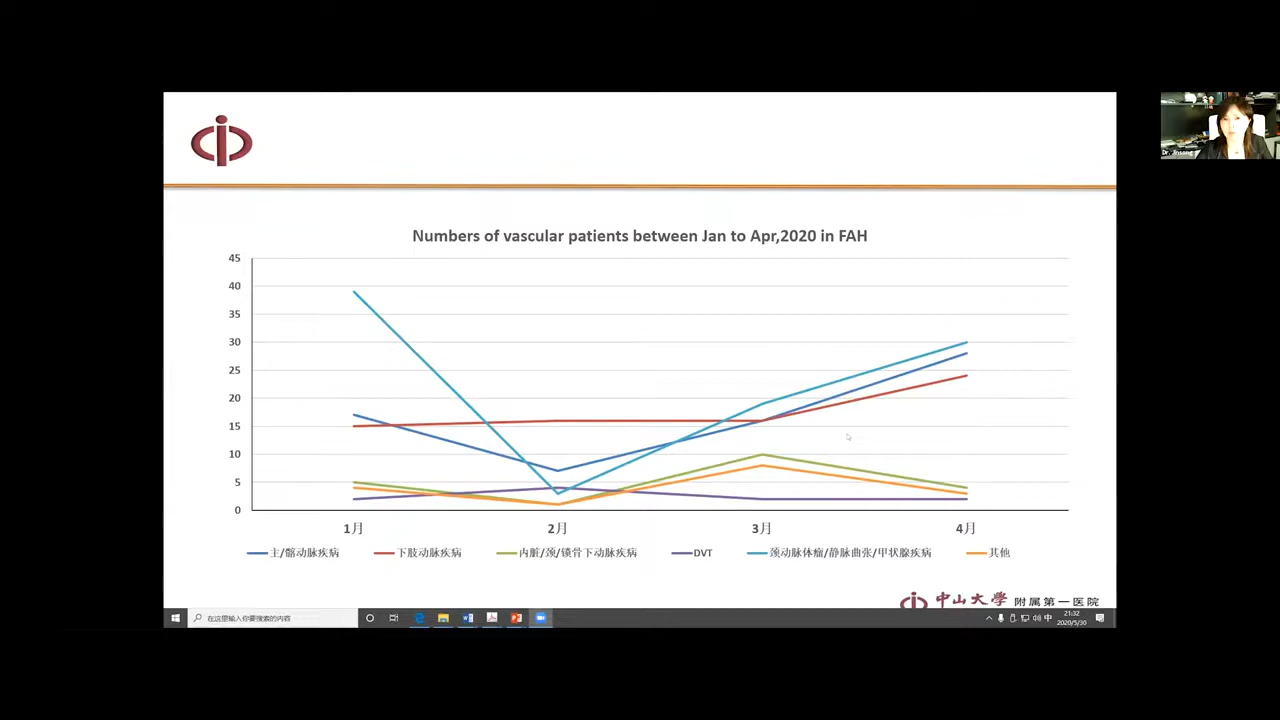 Dr. Jinsong
Numbers of vascular patients between Jan to Apr,2020 in FAH
45
40
35
30
25
20
15
10
5
0
1月 2月 3月 4月
主/髂动脉疾病 下肢动脉疾病 内脏/颈/锁骨下动脉疾病 DVT 颈动脉体瘤/静脉曲张/甲状腺疾病 其他
中山大学 附属第一医院
在这里输入你要搜索的内容
中
21:32
2020/5/30